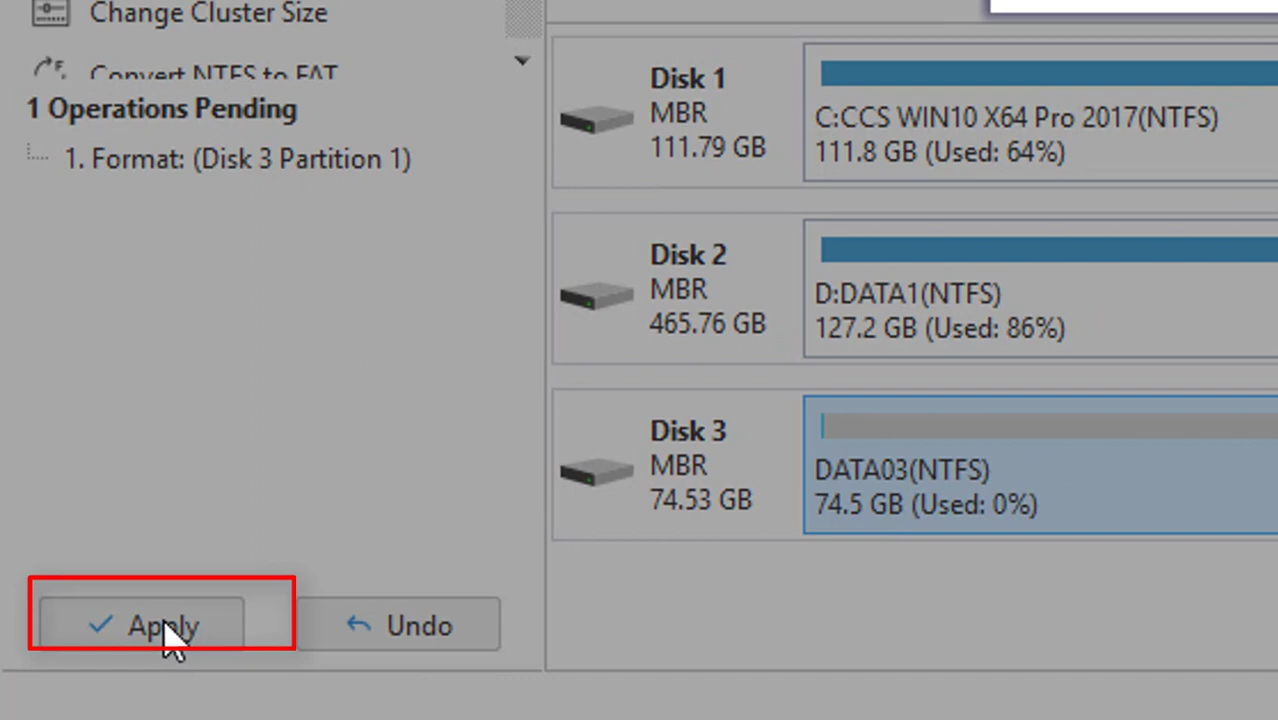 Change Cluster Size
Convert NTFS to FAT
1 Operations Pending
1. Format: (Disk 3 Partition 1)
Apply
Undo
Disk 1
MBR
111.79 GB
C:CCS WIN10 X64 Pro 2017(NTFS)
111.8 GB (Used: 64%)
Disk 2
MBR
465.76 GB
D:DATA1(NTFS)
127.2 GB (Used: 86%)
Disk 3
MBR
74.53 GB
DATA03(NTFS)
74.5 GB (Used: 0%)